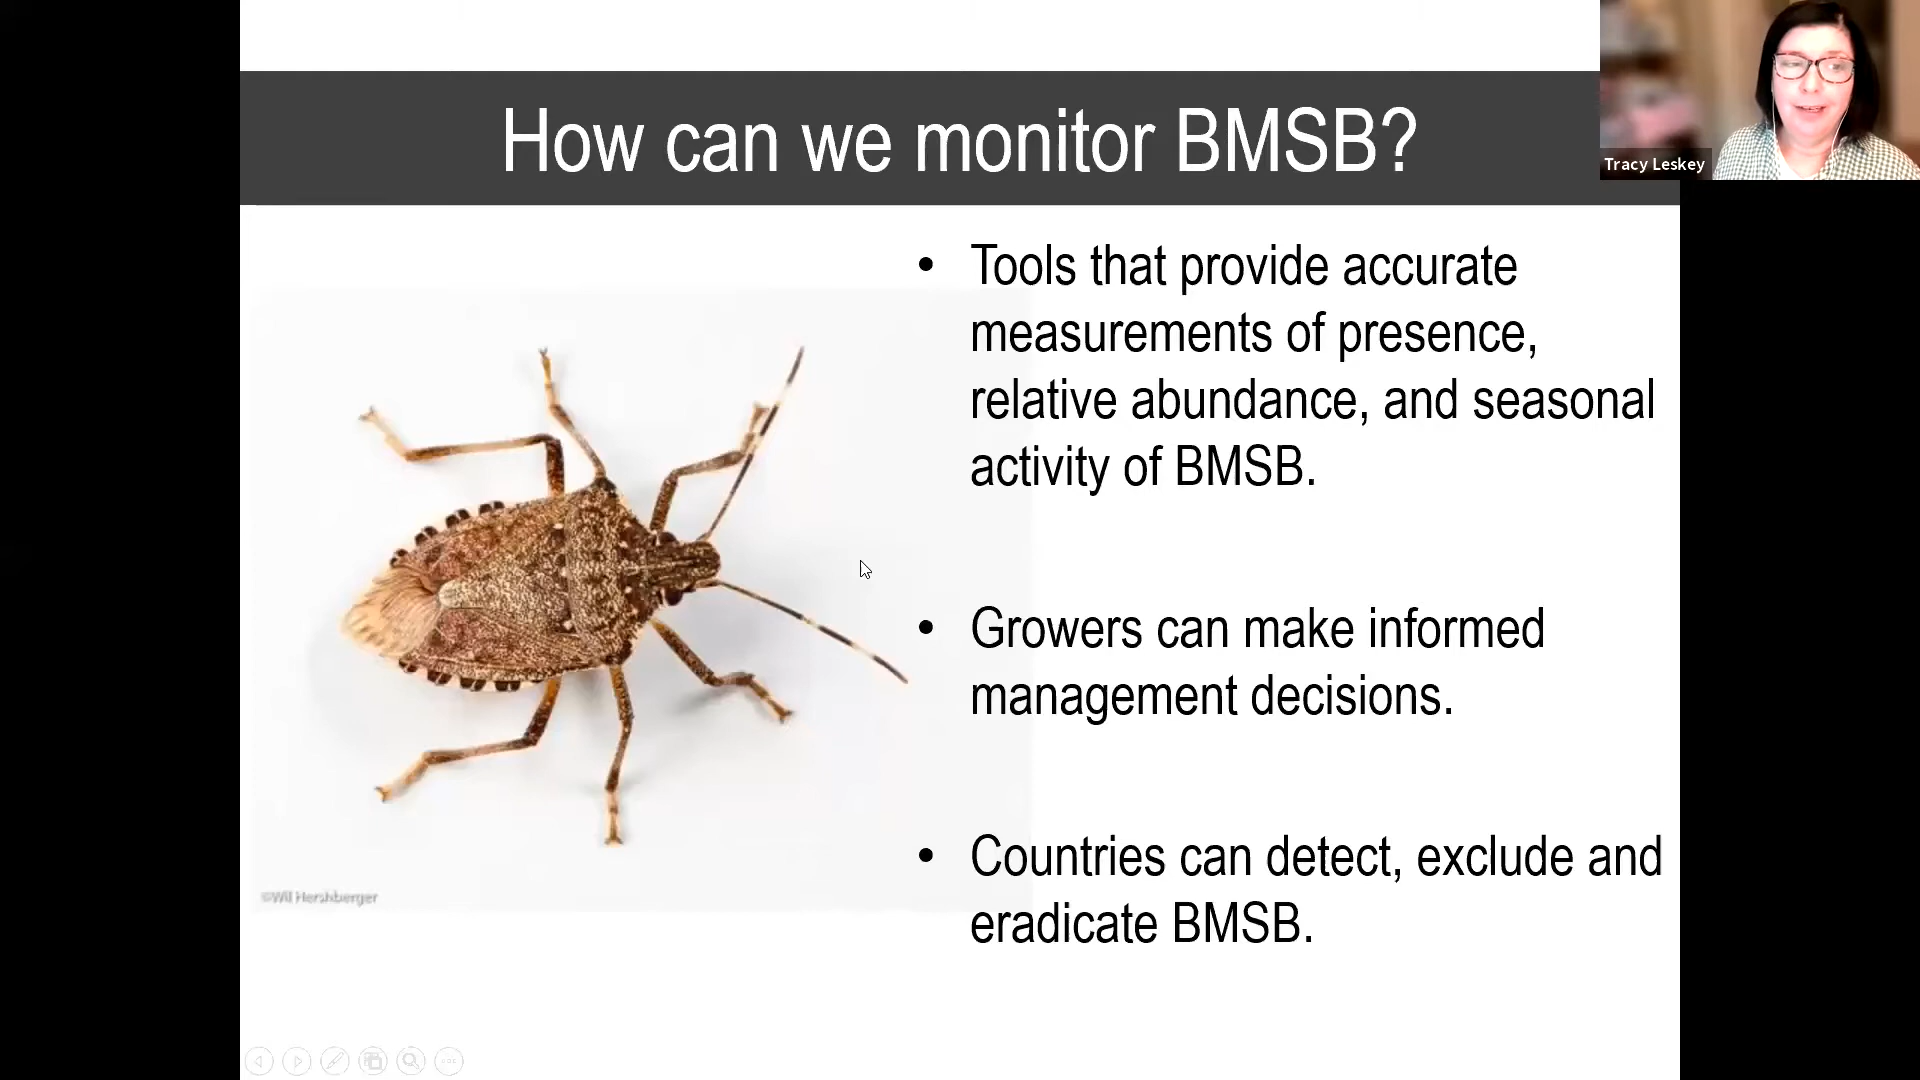 How can we monitor BMSB?
Tracy Leskey
• Tools that provide accurate
measurements of presence,
relative abundance, and seasonal
activity of BMSB.
• Growers can make informed
management decisions.
• Countries can detect, exclude and
eradicate BMSB.
©Wil Hershberger